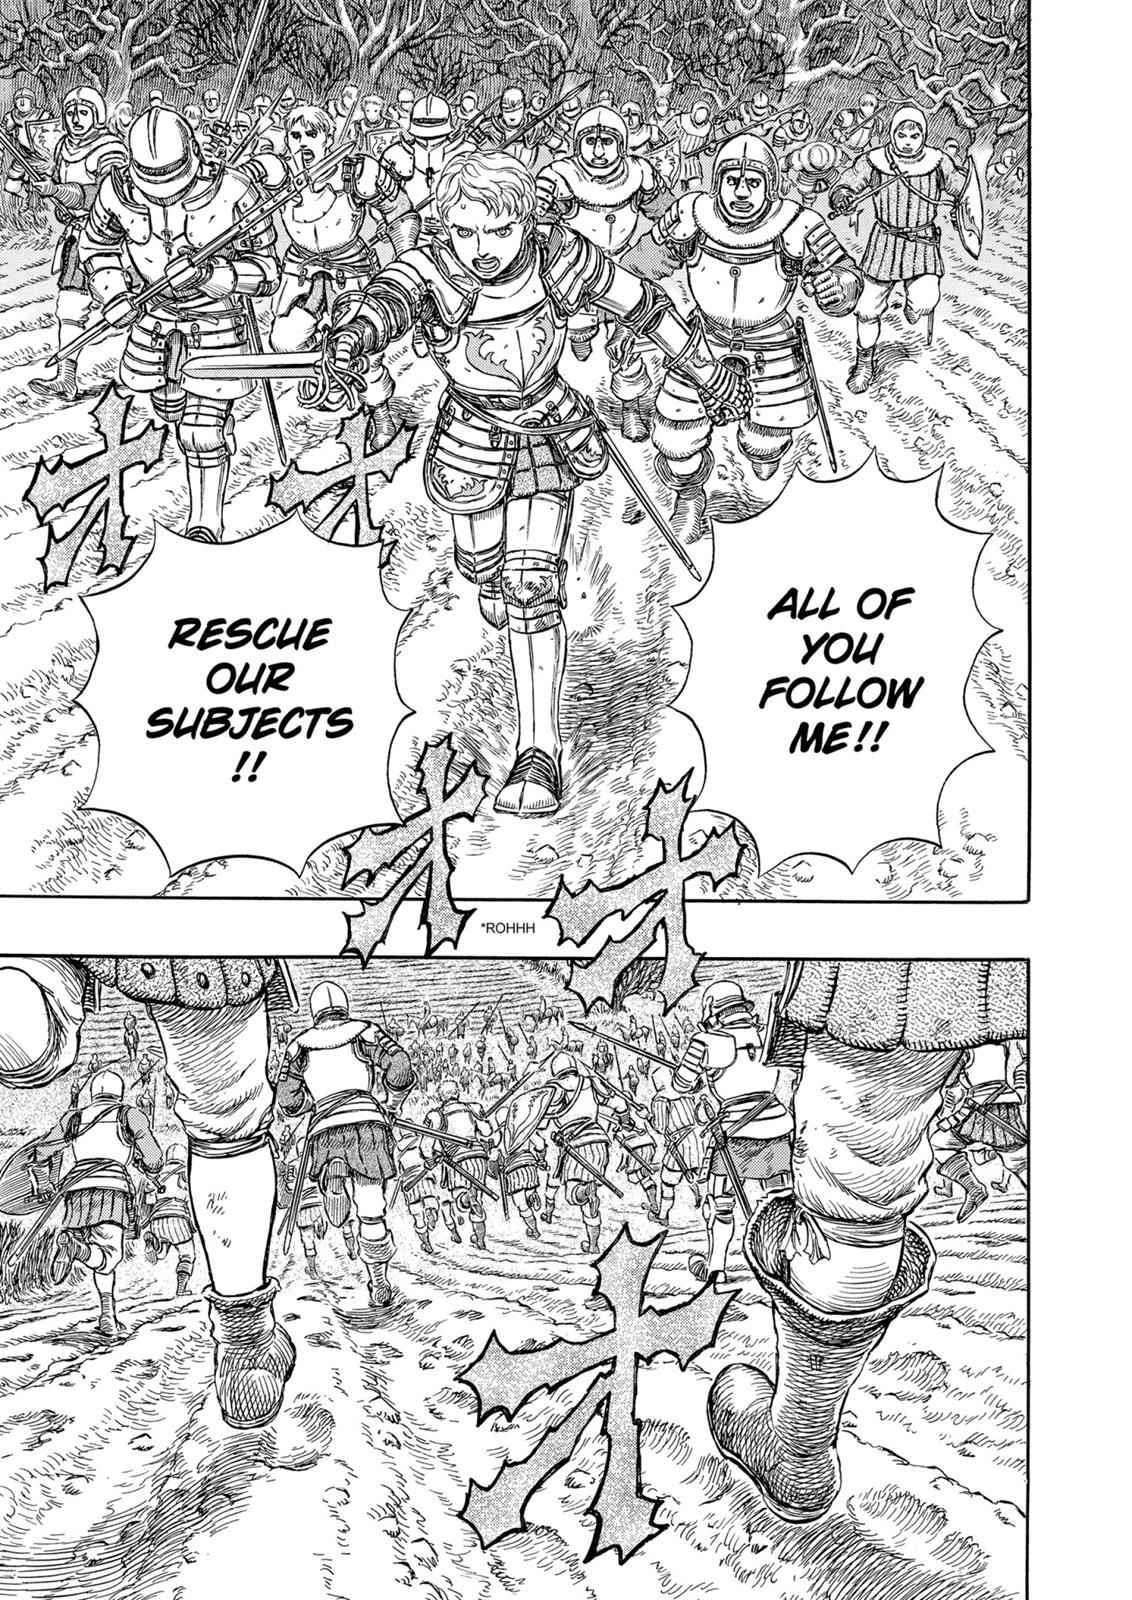 ALL OF
YOU
FOLLOW
ME!!
RESCUE
OUR
SUBJECTS
!!
オ
オ
オ
オ
*ROHHH
オ